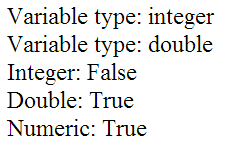 Variable type: integer
Variable type: double
Integer: False
Double: True
Numeric: True